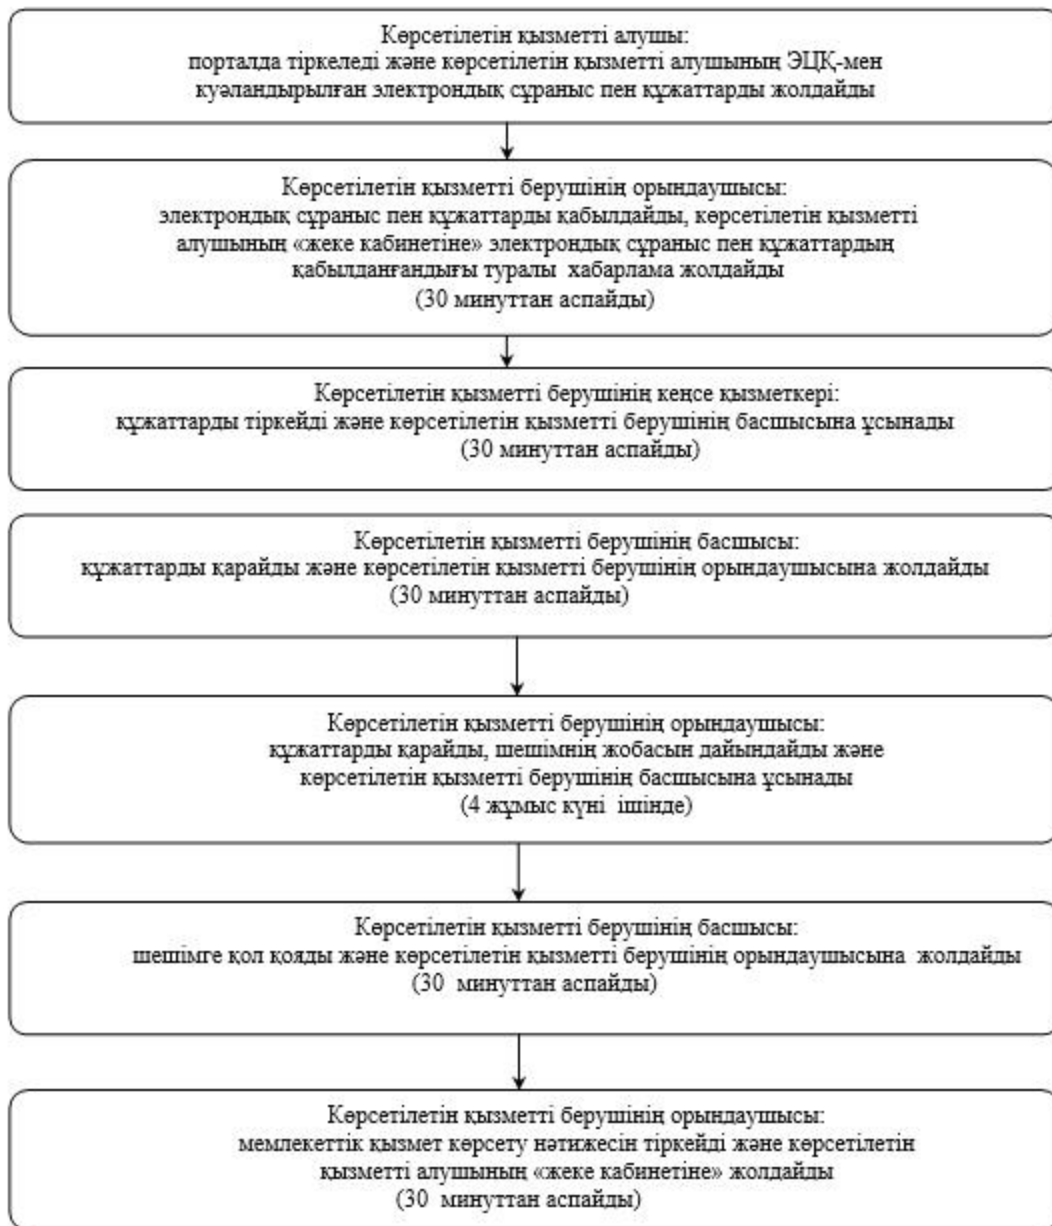 Көрсетілетін қызметті алушы:
порталда тіркеледі және көрсетілетін қызметті алушының ЭЦҚ-мен
куәландырылған электрондық сұраныс пен құжаттарды жолдайды
Көрсетілетін қызметті берушінің орындаушысы:
электрондық сұраныс пен құжаттарды қабылдайды, көрсетілетін қызметті
алушының «жеке кабинетіне» электрондық сұраныс пен құжаттардың
қабылданғандығы туралы хабарлама жолдайды
(30 минуттан аспайды)
Көрсетілетін қызметті берушінің кеңсе қызметкері:
құжаттарды тіркейді және көрсетілетін қызметті берушінің басшысына ұсынады
(30 минуттан аспайды)
Көрсетілетін қызметті берушінің басшысы:
құжаттарды қарайды және көрсетілетін қызметті берушінің орындаушысына жолдайды
(30 минуттан аспайды)
Көрсетілетін қызметті берушінің орындаушысы:
құжаттарды қарайды, шешімнің жобасын дайындайды және
көрсетілетін қызметті берушінің басшысына ұсынады
(4 жұмыс күні ішінде)
Көрсетілетін қызметті берушінің басшысы:
шешімге қол қояды және көрсетілетін қызметті берушінің орындаушысына жолдайды
(30 минуттан аспайды)
Көрсетілетін қызметті берушінің орындаушысы:
мемлекеттік қызмет көрсету нәтижесін тіркейді және көрсетілетін
қызметті алушының «жеке кабинетіне» жолдайды
(30 минуттан аспайды)